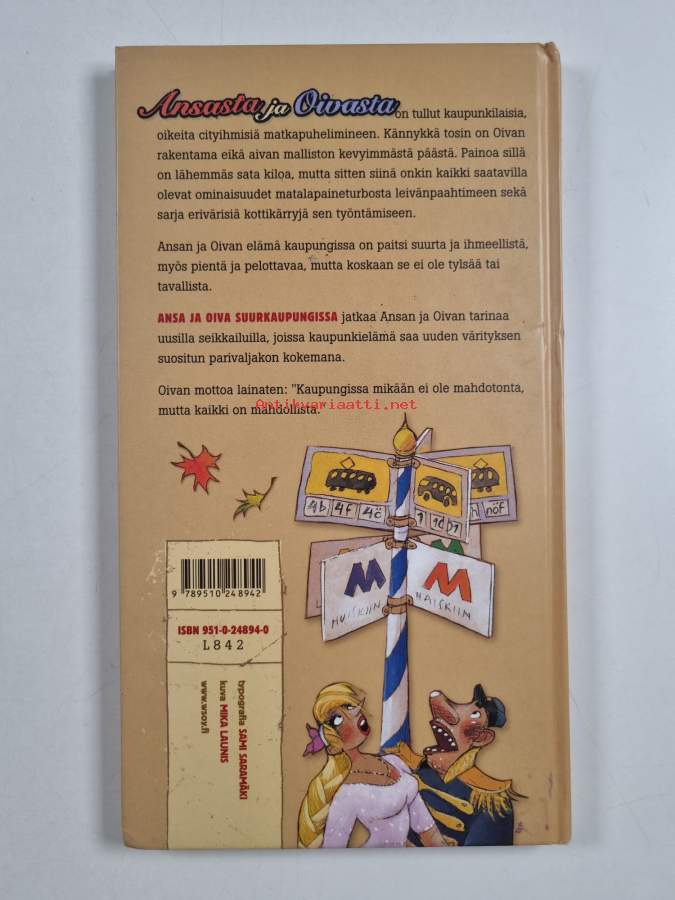 Ansasta ja Oivasta on tullut kaupunkilaisia,
oikeita cityihmisiä matkapuhelimineen. Kännykkä tosin on Oivan
rakentama eikä aivan malliston kevyimmästä päästä. Painoa sillä
on lähemmäs sata kiloa, mutta sitten siinä onkin kaikki saatavilla
olevat ominaisuudet matalapaineturbosta leivänpaahtimeen sekä
sarja erivärisiä kottikärryjä sen työntämiseen.
Ansan ja Oivan elämä kaupungissa on paitsi suurta ja ihmeellistä,
myös pientä ja pelottavaa, mutta koskaan se ei ole tylsää tai
tavallista.
ANSA JA OIVA SUURKAUPUNGISSA jatkaa Ansan ja Oivan tarinaa
uusilla seikkailuilla, joissa kaupunkielämä saa uuden värityksen
suositun parivaljakon kokemana.
Oivan mottoa lainaten: "Kaupungissa mikään ei ole mahdotonta,
mutta kaikki on mahdollista."
Antikvariaatti.net
4b 4f 4ö
nöf
M M
HUISKIIN HAISKIIM
9 789510 248942
ISBN 951-0-24894-0
L842
typografia SAMI SARAMÄKI
kuva MIKA LAUNIS
www.wsoy.fi